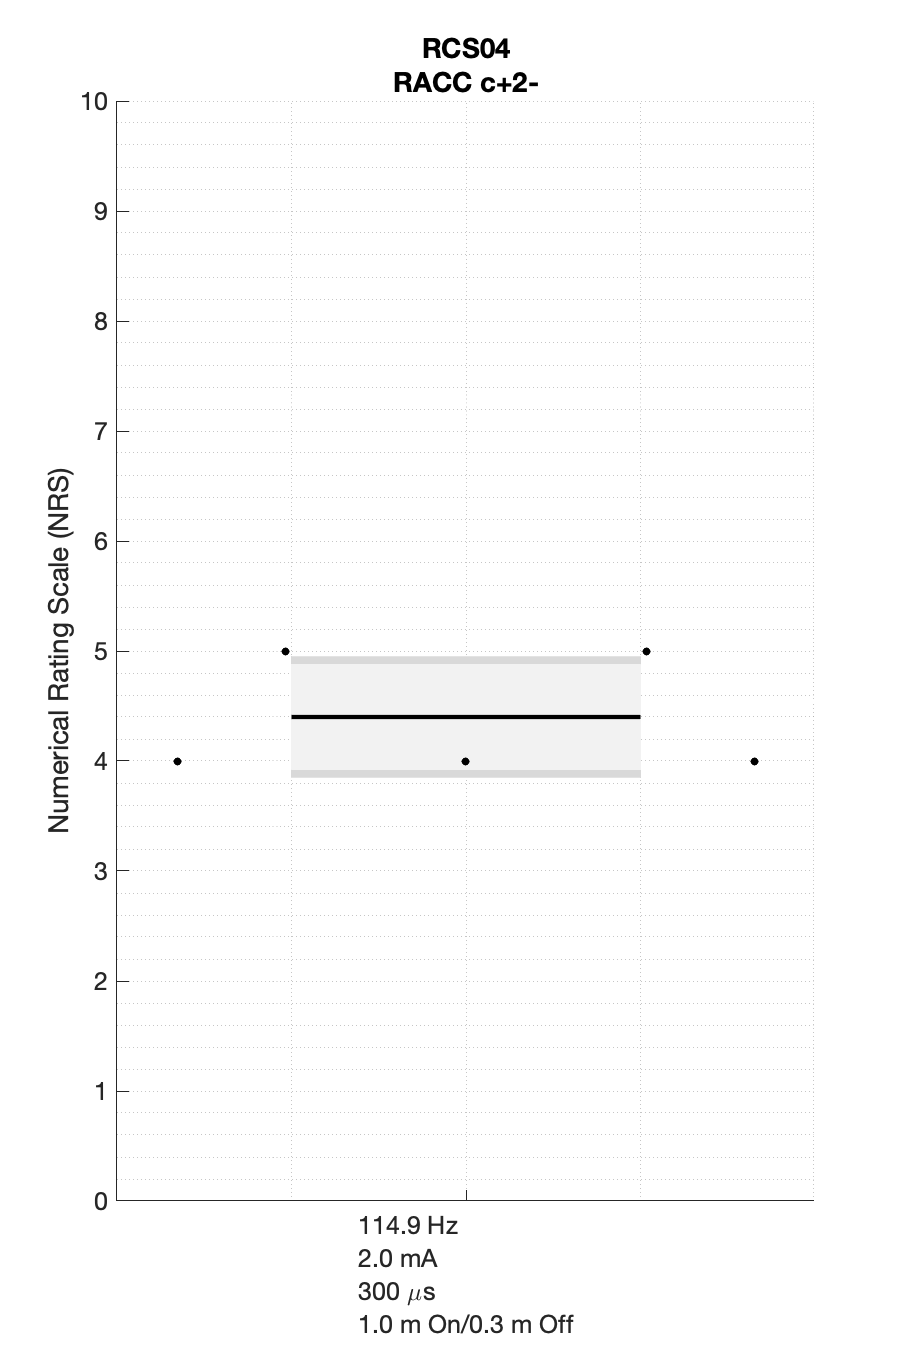 RCS04
RACC c+2-
10
9
8
7
6
5
4
3
2
1
0
Numerical Rating Scale (NRS)
114.9 Hz
2.0 mA
300 μs
1.0 m On/0.3 m Off